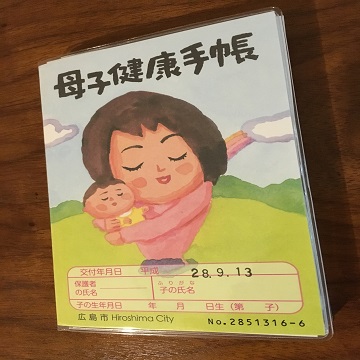 母子健康手帳
交付年月日 平成 28.9.13
保護者の氏名
ふりがな
子の氏名
子の生年月日 年 月 日生(第 子)
広島市 Hiroshima City No.2851316-6